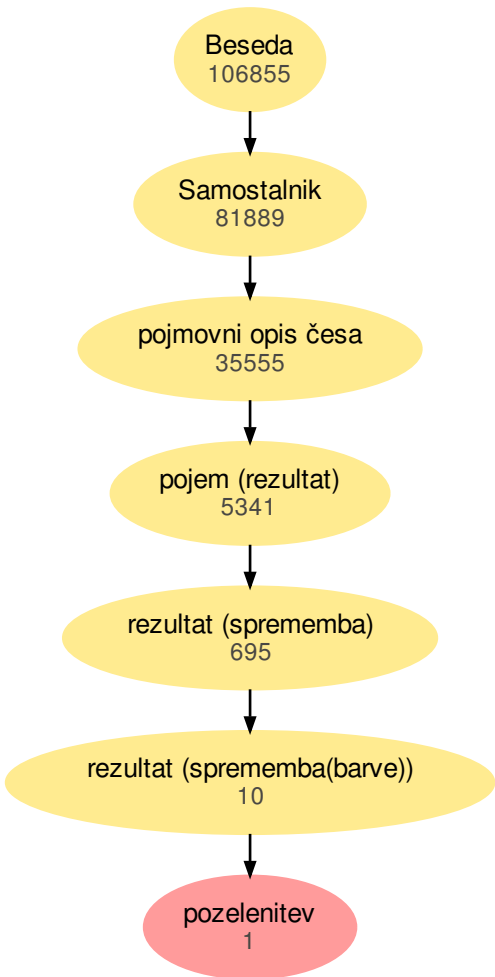 Beseda
106855
Samostalnik
81889
pojmovni opis česa
35555
pojem (rezultat)
5341
rezultat (sprememba)
695
rezultat (sprememba(barve))
10
pozelenitev
1